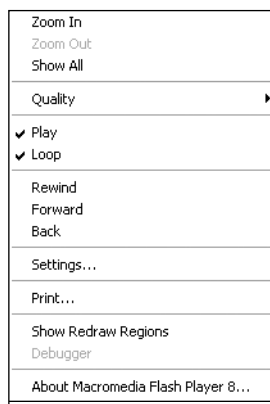 Zoom In
Zoom Out
Show All
Quality
Play
Loop
Rewind
Forward
Back
Settings...
Print...
Show Redraw Regions
Debugger
About Macromedia Flash Player 8...